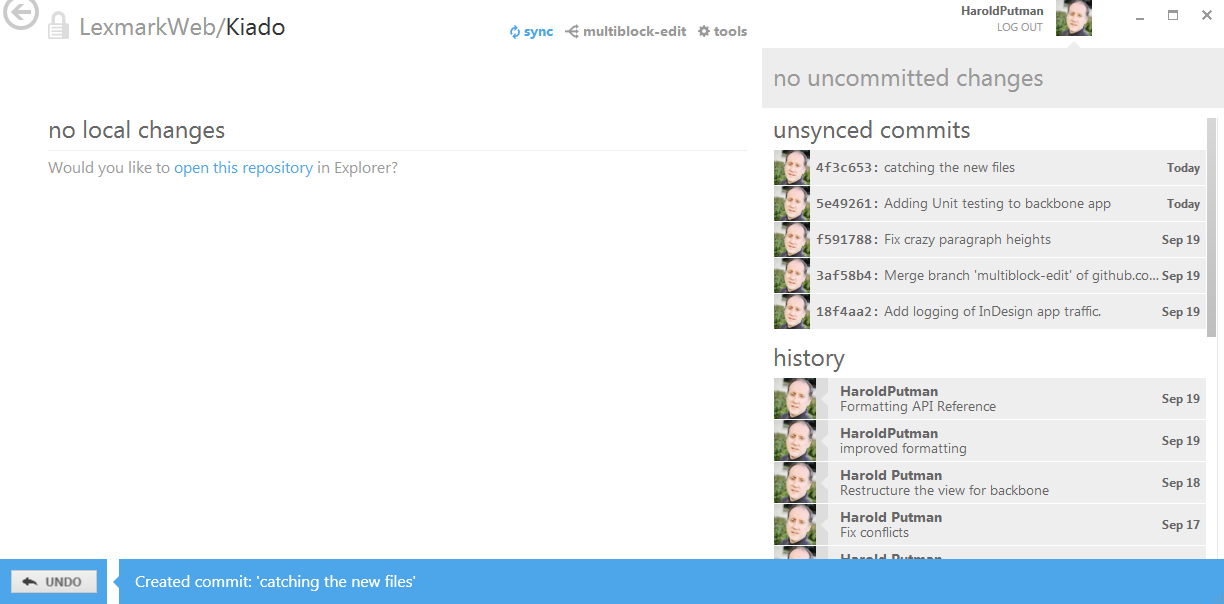 LexmarkWeb/Kiado
sync
multiblock-edit
tools
HaroldPutman
LOG OUT
no local changes
Would you like to open this repository in Explorer?
no uncommitted changes
unsynced commits
4f3c653: catching the new files Today
5e49261: Adding Unit testing to backbone app Today
f591788: Fix crazy paragraph heights Sep 19
3af58b4: Merge branch 'multiblock-edit' of github.co... Sep 19
18f4aa2: Add logging of InDesign app traffic. Sep 19
history
HaroldPutman
Formatting API Reference Sep 19
HaroldPutman
improved formatting Sep 19
Harold Putman
Restructure the view for backbone Sep 18
Harold Putman
Fix conflicts Sep 17
Harold Putman
UNDO
Created commit: 'catching the new files'